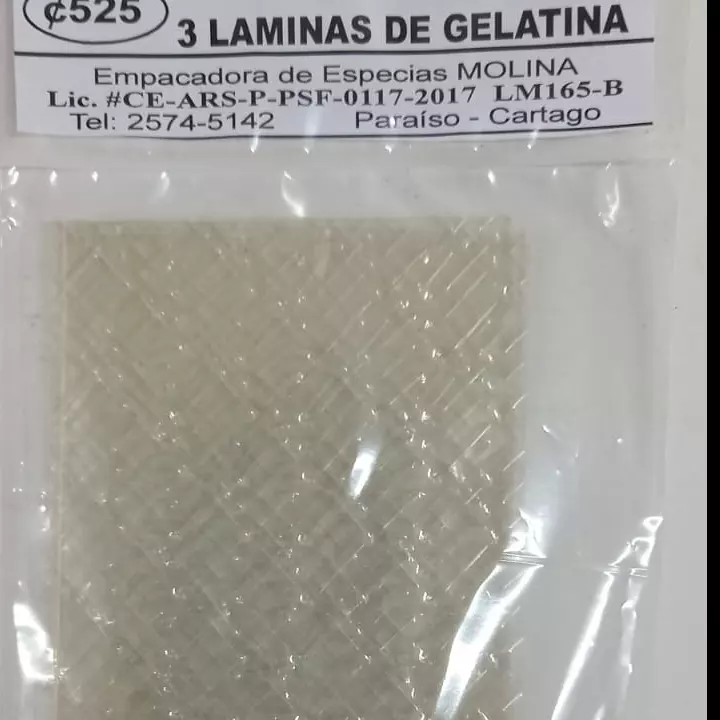 ₡525
3 LAMINAS DE GELATINA
Empacadora de Especias MOLINA
Lic. #CE-ARS-P-PSF-0117-2017 LM165-B
Tel: 2574-5142 Paraíso - Cartago